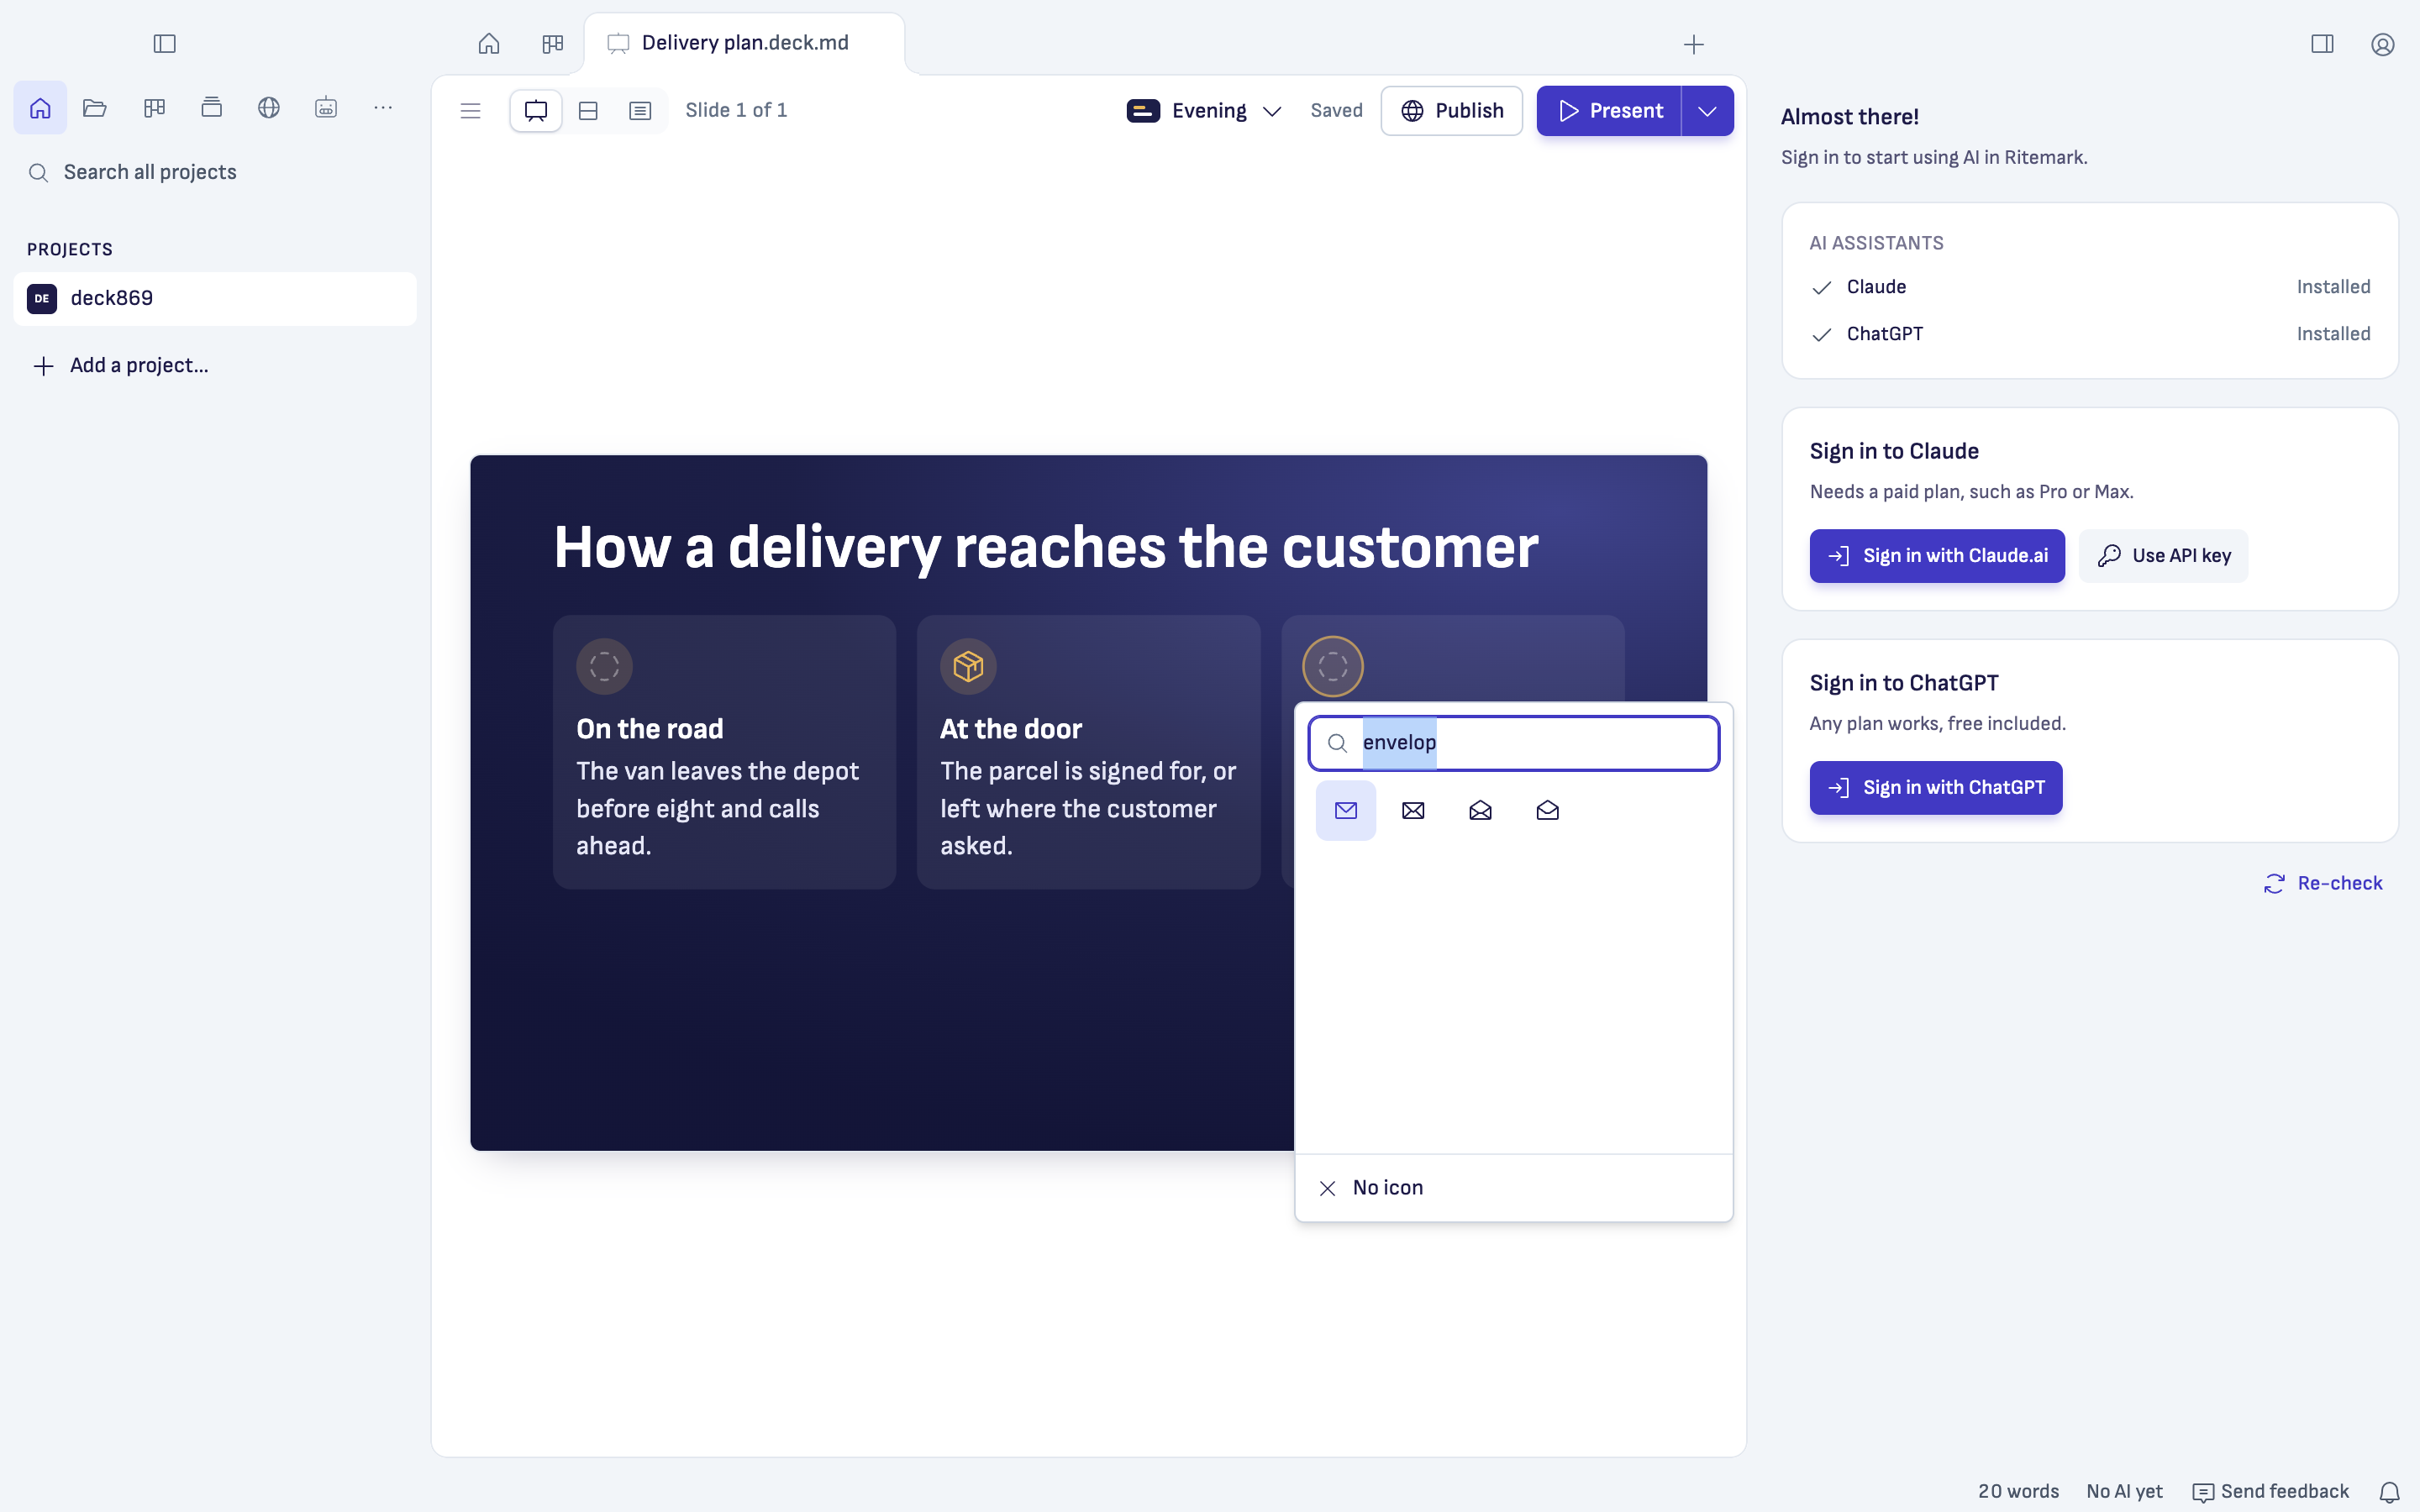 Delivery plan.deck.md
Search all projects
PROJECTS
DE deck869
Add a project...
Slide 1 of 1
Evening
Saved
Publish
Present
How a delivery reaches the customer
On the road
The van leaves the depot
before eight and calls
ahead.
At the door
The parcel is signed for, or
left where the customer
asked.
envelop
No icon
Almost there!
Sign in to start using AI in Ritemark.
AI ASSISTANTS
Claude Installed
ChatGPT Installed
Sign in to Claude
Needs a paid plan, such as Pro or Max.
Sign in with Claude.ai
Use API key
Sign in to ChatGPT
Any plan works, free included.
Sign in with ChatGPT
Re-check
20 words
No AI yet
Send feedback